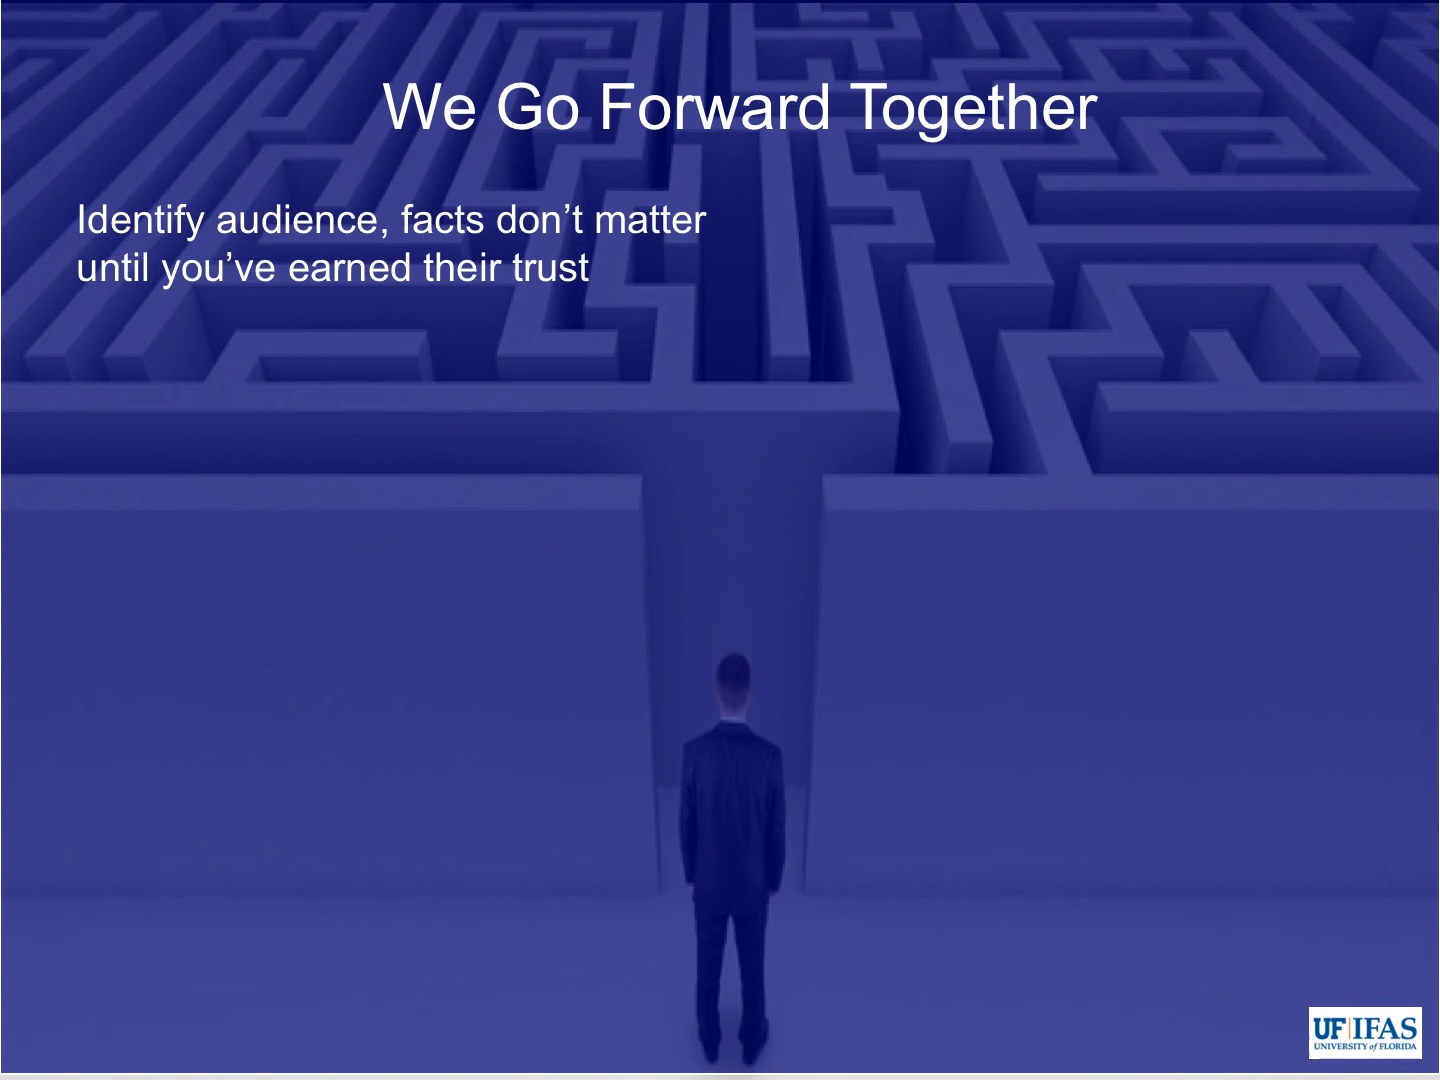 We Go Forward Together
Identify audience, facts don’t matter
until you’ve earned their trust
UF|IFAS
UNIVERSITY of FLORIDA